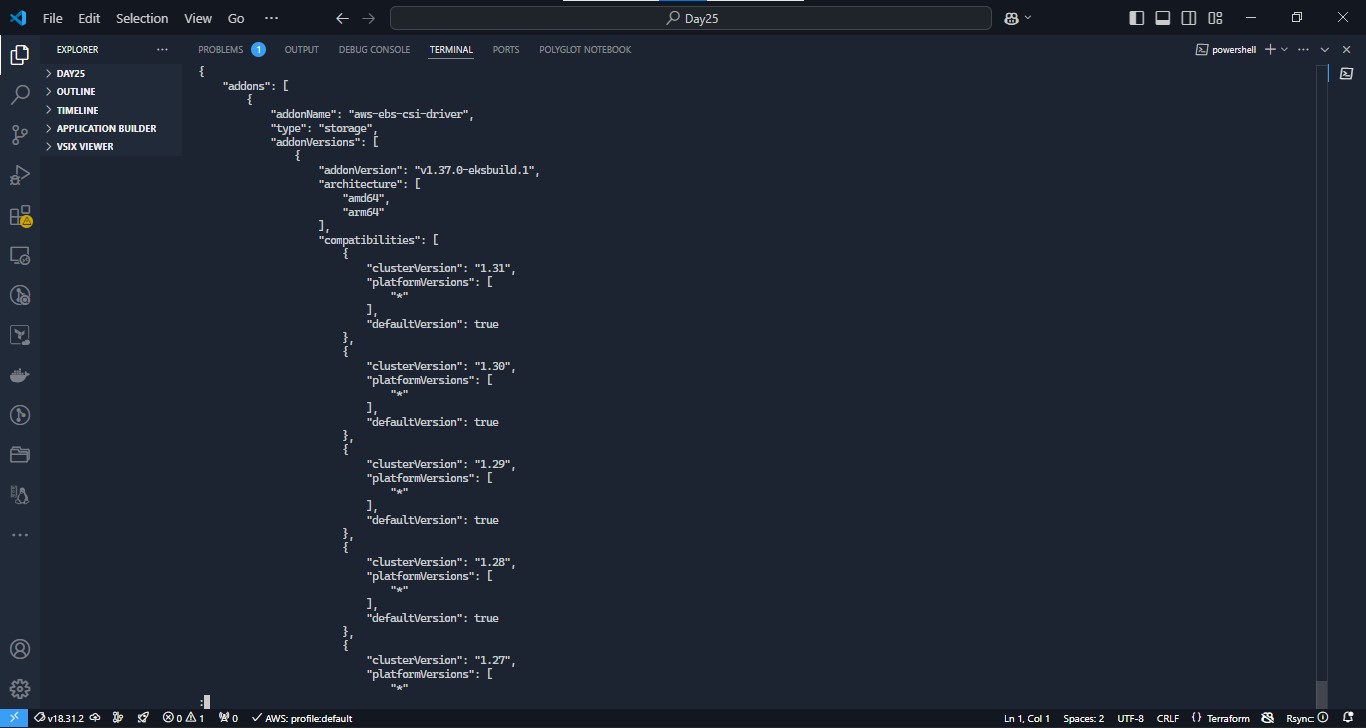 File Edit Selection View Go ··· Day25
EXPLORER ···
DAY25
OUTLINE
TIMELINE
APPLICATION BUILDER
VSIX VIEWER
PROBLEMS 1 OUTPUT DEBUG CONSOLE TERMINAL PORTS POLYGLOT NOTEBOOK powershell
{
"addons": [
{
"addonName": "aws-ebs-csi-driver",
"type": "storage",
"addonVersions": [
{
"addonVersion": "v1.37.0-eksbuild.1",
"architecture": [
"amd64",
"arm64"
],
"compatibilities": [
{
"clusterVersion": "1.31",
"platformVersions": [
"*"
],
"defaultVersion": true
},
{
"clusterVersion": "1.30",
"platformVersions": [
"*"
],
"defaultVersion": true
},
{
"clusterVersion": "1.29",
"platformVersions": [
"*"
],
"defaultVersion": true
},
{
"clusterVersion": "1.28",
"platformVersions": [
"*"
],
"defaultVersion": true
},
{
"clusterVersion": "1.27",
"platformVersions": [
"*"
:
v18.31.2 0 1 0 AWS: profile:default Ln 1, Col 1 Spaces: 2 UTF-8 CRLF {} Terraform Rsync: